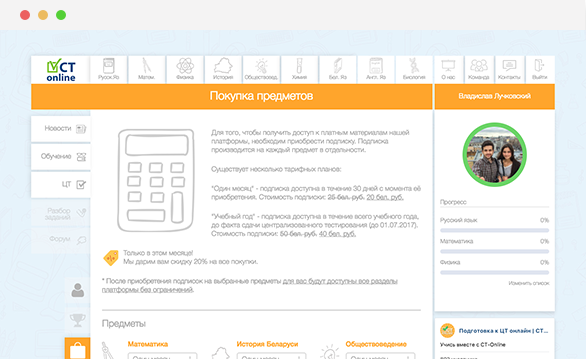 CT
online
Русск.Яз
Матем.
Физика
История
Обществовед.
Химия
Бел. Яз
Англ. Яз
Биология
О нас
Команда
Контакты
Выйти
Покупка предметов
Владислав Лучковский
Новости
Обучение
ЦТ
Разбор
заданий
Форум
Для того, чтобы получить доступ к платным материалам нашей
платформы, необходимо приобрести подписку. Подписка
производится на каждый предмет в отдельности.
Существует несколько тарифных планов:
"Один месяц" - подписка доступна в течение 30 дней с момента её
приобретения. Стоимость подписки: 25 бел. руб. 20 бел. руб.
"Учебный год" - подписка доступна в течение всего учебного года,
до факта сдачи централизованного тестирования (до 01.07.2017).
Стоимость подписки: 50 бел. руб. 40 бел. руб.
Только в этом месяце!
Мы дарим вам скидку 20% на все покупки.
* После приобретения подписок на выбранные предметы для вас будут доступны все разделы
платформы без ограничений.
Предметы
Математика
История Беларуси
Обществоведение
Прогресс
Русский язык 0%
Математика 0%
Физика 0%
Изменить список
Подготовка к ЦТ онлайн | CT...
Учись вместе с CT-Online